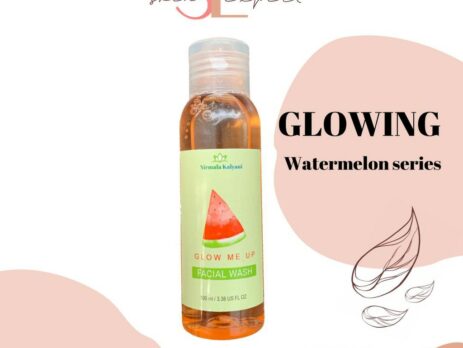 GLOWING
Watermelon series
Nirmala Kalyani
GLOW ME UP
FACIAL WASH
100 ml / 3.38 US FL OZ